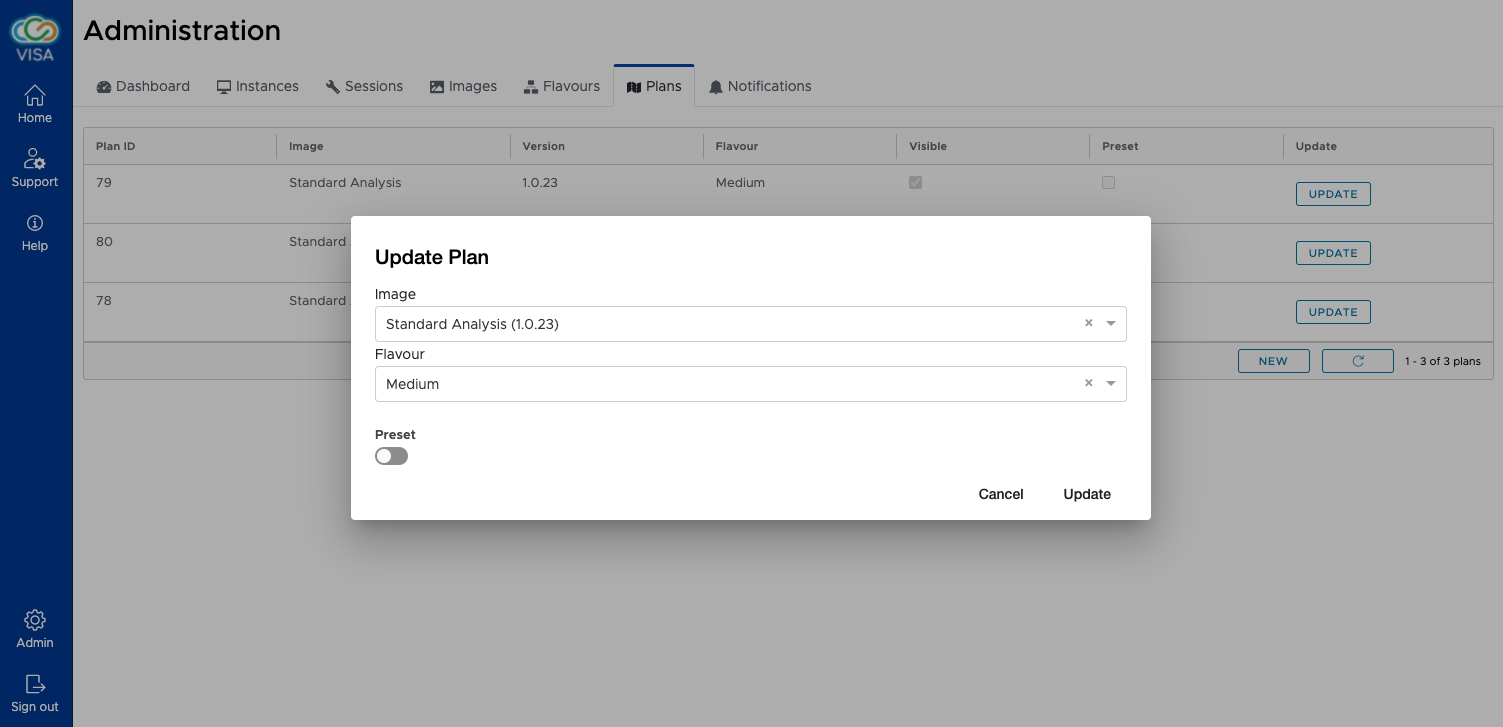 VISA
Home
Support
Help
Admin
Sign out
Administration
Dashboard Instances Sessions Images Flavours Plans Notifications
Plan ID Image Version Flavour Visible Preset Update
79 Standard Analysis 1.0.23 Medium UPDATE
80 Standard UPDATE
78 Standard UPDATE
NEW 1 - 3 of 3 plans
Update Plan
Image
Standard Analysis (1.0.23) ×
Flavour
Medium ×
Preset
Cancel Update